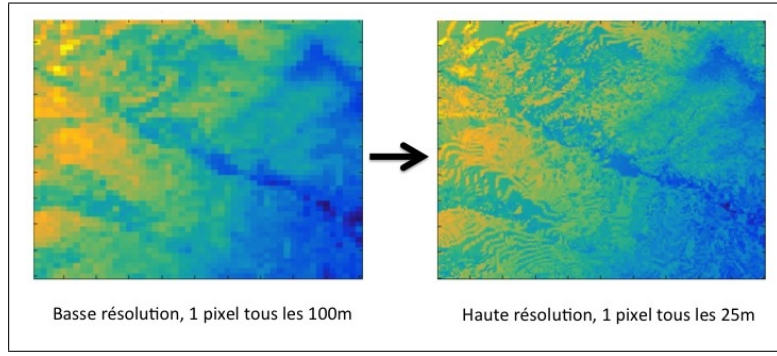 Basse résolution, 1 pixel tous les 100m
Haute résolution, 1 pixel tous les 25m